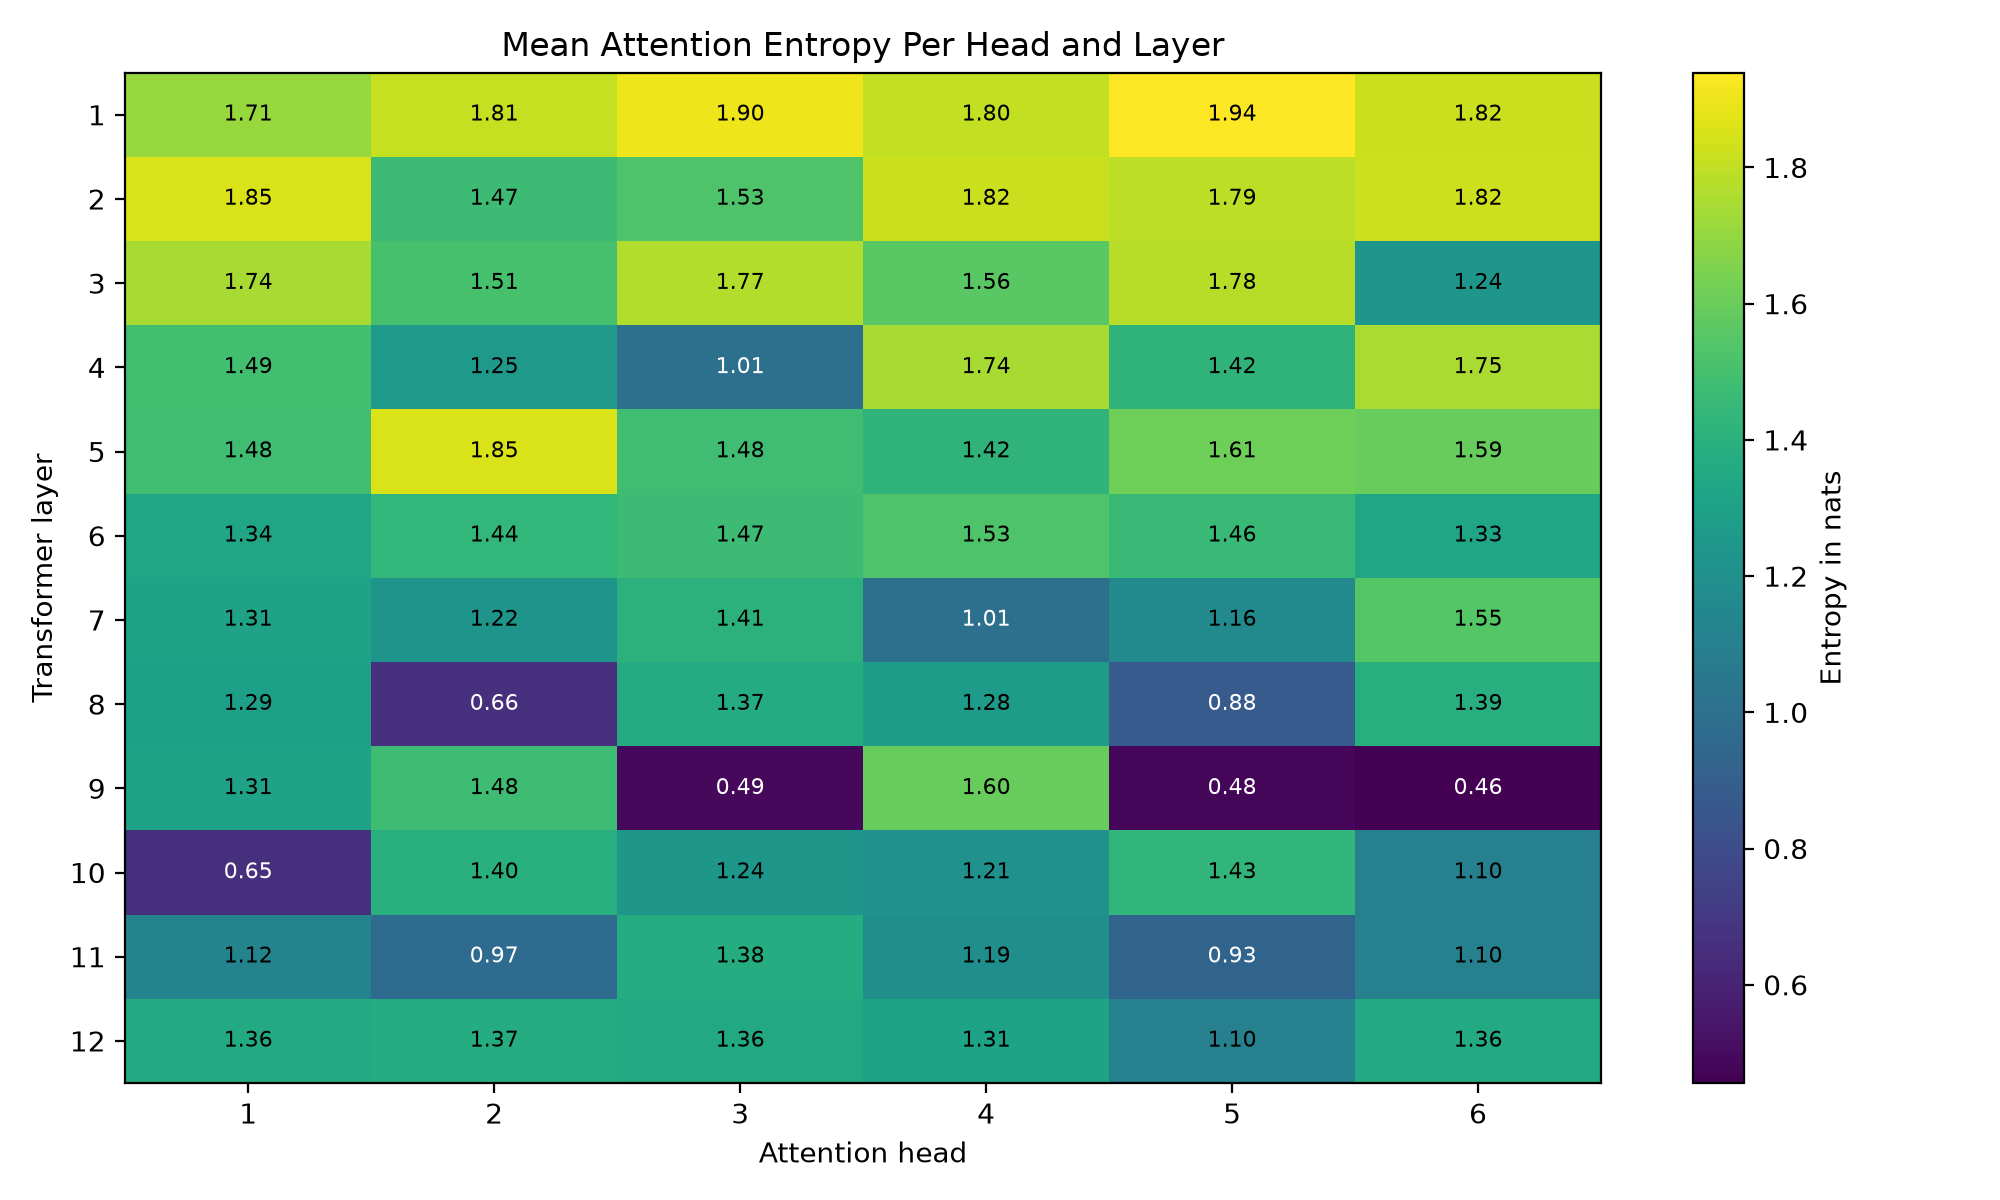 Mean Attention Entropy Per Head and Layer
1 1.71 1.81 1.90 1.80 1.94 1.82
2 1.85 1.47 1.53 1.82 1.79 1.82
3 1.74 1.51 1.77 1.56 1.78 1.24
4 1.49 1.25 1.01 1.74 1.42 1.75
5 1.48 1.85 1.48 1.42 1.61 1.59
6 1.34 1.44 1.47 1.53 1.46 1.33
7 1.31 1.22 1.41 1.01 1.16 1.55
8 1.29 0.66 1.37 1.28 0.88 1.39
9 1.31 1.48 0.49 1.60 0.48 0.46
10 0.65 1.40 1.24 1.21 1.43 1.10
11 1.12 0.97 1.38 1.19 0.93 1.10
12 1.36 1.37 1.36 1.31 1.10 1.36
1 2 3 4 5 6
Attention head
Transformer layer
1.8
1.6
1.4
1.2
1.0
0.8
0.6
Entropy in nats